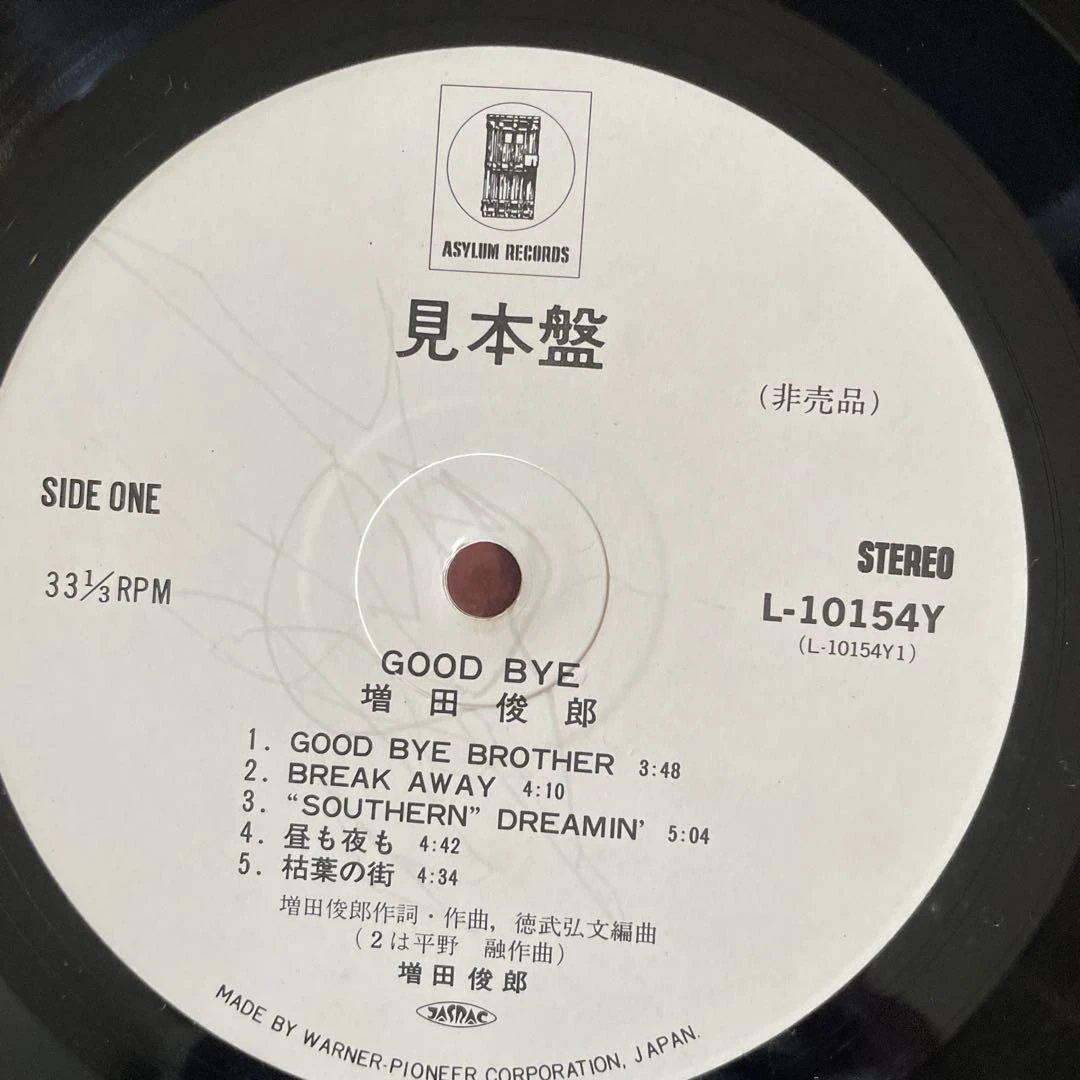 ASYLUM RECORDS
見本盤
(非売品)
SIDE ONE
33⅓RPM
STEREO
L-10154Y
(L-10154Y1)
GOOD BYE
増田俊郎
1. GOOD BYE BROTHER 3:48
2. BREAK AWAY 4:10
3. “SOUTHERN” DREAMIN’ 5:04
4. 昼も夜も 4:42
5. 枯葉の街 4:34
増田俊郎作詞・作曲, 徳武弘文編曲
(2は平野 融作曲)
増田俊郎
JASRAC
MADE BY WARNER-PIONEER CORPORATION, JAPAN.